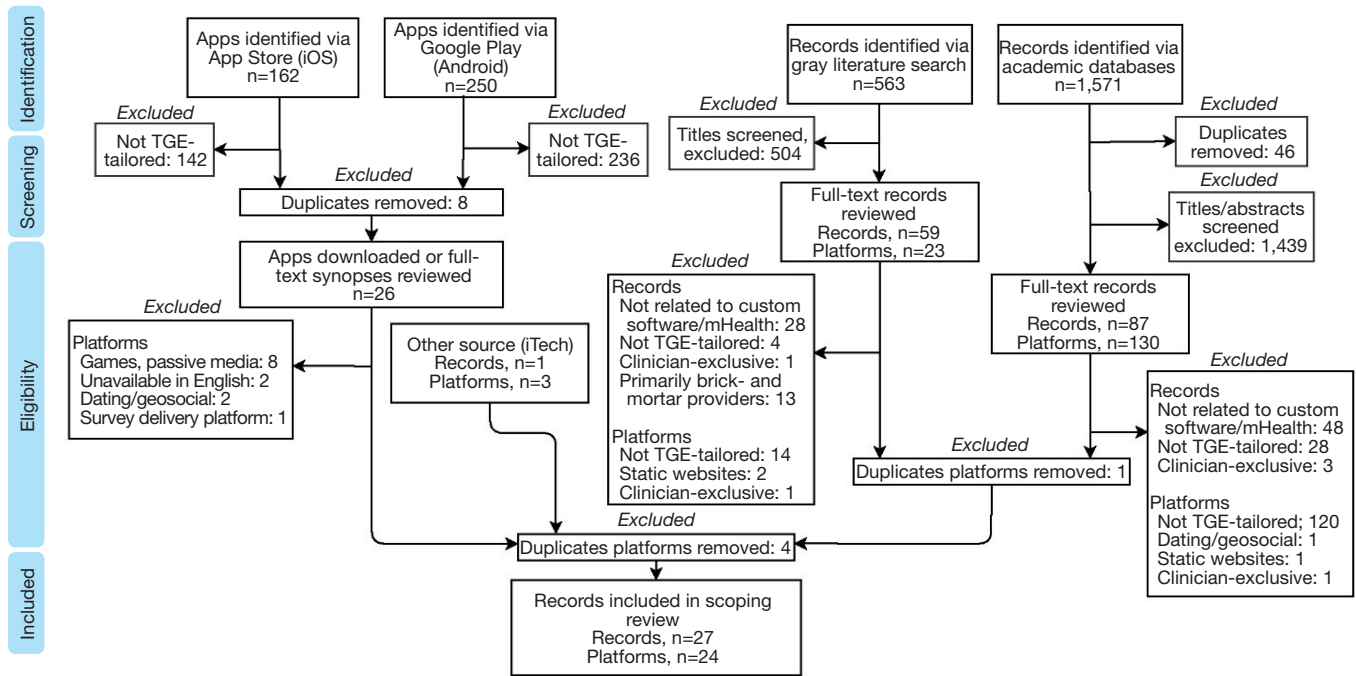 Identification
Screening
Eligibility
Included
Apps identified via
App Store (iOS)
n=162
Apps identified via
Google Play
(Android)
n=250
Records identified via
gray literature search
n=563
Records identified via
academic databases
n=1,571
Excluded
Not TGE-
tailored: 142
Excluded
Not TGE-
tailored: 236
Excluded
Titles screened,
excluded: 504
Excluded
Duplicates
removed: 46
Excluded
Duplicates removed: 8
Full-text records
reviewed
Records, n=59
Platforms, n=23
Excluded
Titles/abstracts
screened
excluded: 1,439
Apps downloaded or full-
text synopses reviewed
n=26
Full-text records
reviewed
Records, n=87
Platforms, n=130
Excluded
Platforms
Games, passive media: 8
Unavailable in English: 2
Dating/geosocial: 2
Survey delivery platform: 1
Other source (iTech)
Records, n=1
Platforms, n=3
Excluded
Records
Not related to custom
software/mHealth: 28
Not TGE-tailored: 4
Clinician-exclusive: 1
Primarily brick- and
mortar providers: 13
Platforms
Not TGE-tailored: 14
Static websites: 2
Clinician-exclusive: 1
Excluded
Records
Not related to custom
software/mHealth: 48
Not TGE-tailored: 28
Clinician-exclusive: 3
Platforms
Not TGE-tailored; 120
Dating/geosocial: 1
Static websites: 1
Clinician-exclusive: 1
Excluded
Duplicates platforms removed: 1
Excluded
Duplicates platforms removed: 4
Records included in scoping
review
Records, n=27
Platforms, n=24